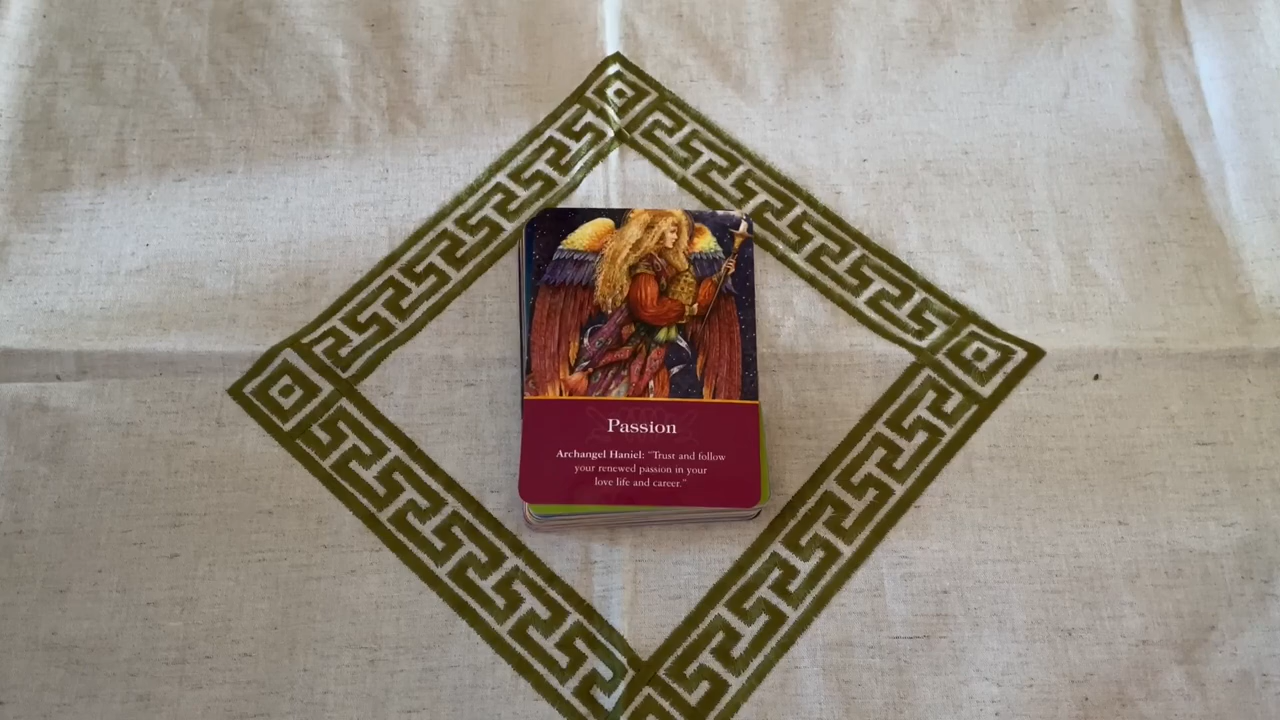 Passion
Archangel Haniel: "Trust and follow
your renewed passion in your
love life and career."